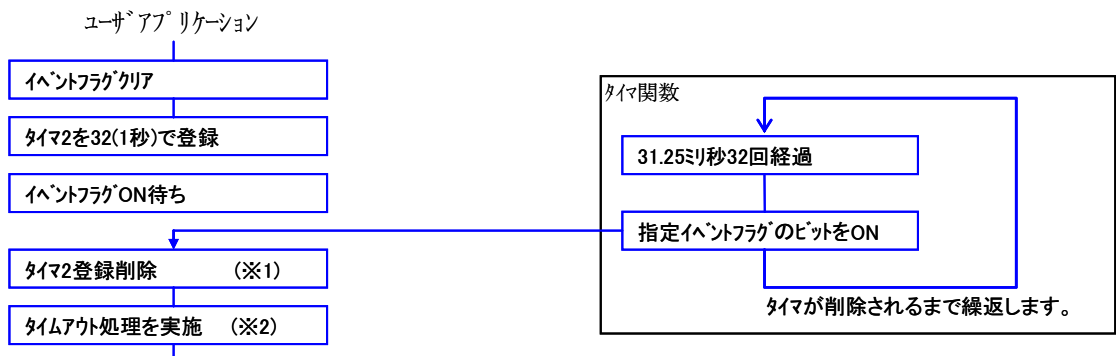 ﾕｰｻﾞｱﾌﾟﾘｹｰｼｮﾝ
ｲﾍﾞﾝﾄﾌﾗｸﾞｸﾘｱ
ﾀｲﾏ2を32(1秒)で登録
ｲﾍﾞﾝﾄﾌﾗｸﾞON待ち
ﾀｲﾏ2登録削除 (※1)
ﾀｲﾑｱｳﾄ処理を実施 (※2)
ﾀｲﾏ関数
31.25ﾐﾘ秒32回経過
指定ｲﾍﾞﾝﾄﾌﾗｸﾞのﾋﾞｯﾄをON
ﾀｲﾏが削除されるまで繰返します。